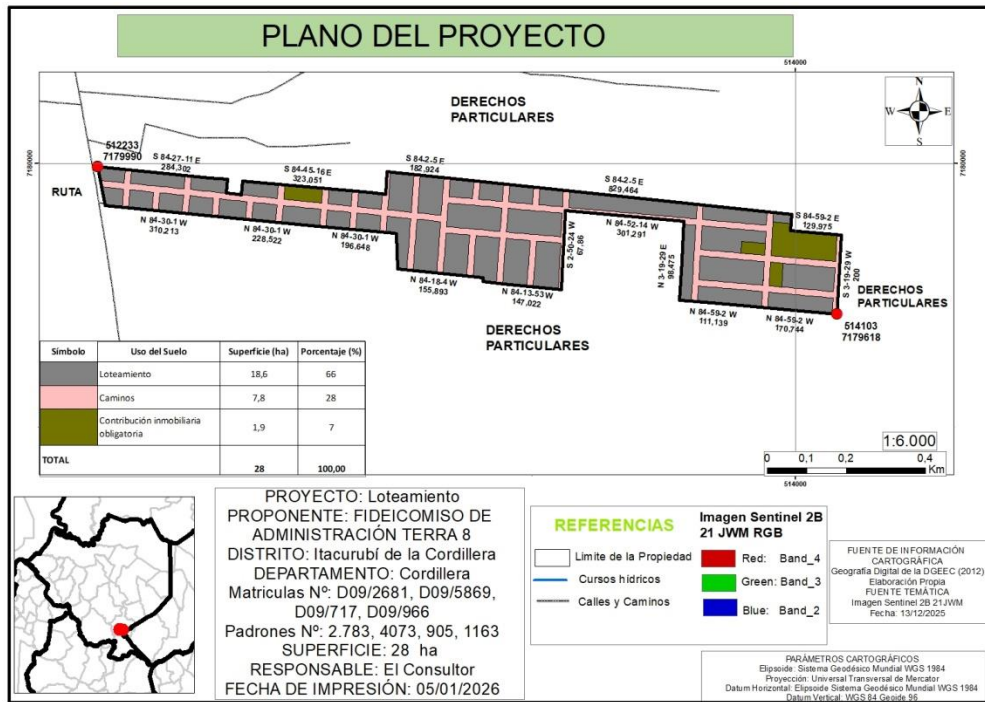 PLANO DEL PROYECTO
514000
DERECHOS
PARTICULARES
N
W E
S
7180000
7180000
512233
7179990
RUTA
S 84-27-11 E
284,302
S 84-45-16 E
323,051
S 84-2-5 E
182,924
S 84-2-5 E
829,464
S 84-59-2 E
129,975
N 84-30-1 W
310,213
N 84-30-1 W
228,522
N 84-30-1 W
196,648
N 84-18-4 W
155,893
N 84-13-53 W
147,022
S 2-50-24 W
67,86
N 84-52-14 W
301,291
N 3-19-29 E
98,475
N 84-59-2 W
111,139
N 84-59-2 W
170,744
S 3-19-29 W
200
DERECHOS
PARTICULARES
514103
7179618
DERECHOS
PARTICULARES
Símbolo Uso del Suelo Superficie (ha) Porcentaje (%)
Loteamiento 18,6 66
Caminos 7,8 28
Contribución inmobiliaria
obligatoria 1,9 7
TOTAL 28 100,00
1:6.000
0 0,1 0,2 0,4
Km
514000
PROYECTO: Loteamiento
PROPONENTE: FIDEICOMISO DE
ADMINISTRACIÓN TERRA 8
DISTRITO: Itacurubí de la Cordillera
DEPARTAMENTO: Cordillera
Matriculas Nº: D09/2681, D09/5869,
D09/717, D09/966
Padrones Nº: 2.783, 4073, 905, 1163
SUPERFICIE: 28 ha
RESPONSABLE: El Consultor
FECHA DE IMPRESIÓN: 05/01/2026
REFERENCIAS
Limite de la Propiedad
Cursos hídricos
Calles y Caminos
Imagen Sentinel 2B
21 JWM RGB
Red: Band_4
Green: Band_3
Blue: Band_2
FUENTE DE INFORMACIÓN
CARTOGRÁFICA
Geografía Digital de la DGEEC (2012)
Elaboración Propia
FUENTE TEMÁTICA
Imagen Sentinel 2B 21JWM
Fecha: 13/12/2025
PARÁMETROS CARTOGRÁFICOS
Elipsoide: Sistema Geodésico Mundial WGS 1984
Proyección: Universal Transversal de Mercator
Datum Horizontal: Elipsoide Sistema Geodésico Mundial WGS 1984
Datum Vertical: WGS 84 Geoide 96